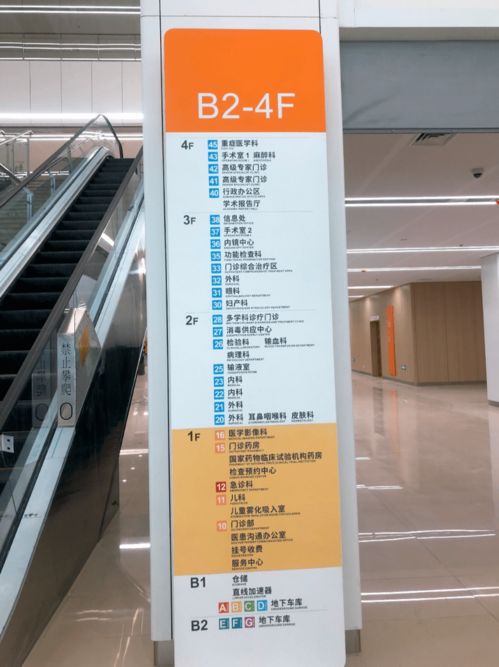 B2-4F
4F 45 重症医学科
43 手术室1 麻醉科
42 高级专家门诊
41 高级专家门诊
40 行政办公区
学术报告厅
3F 38 信息处
37 手术室2
36 内镜中心
35 功能检查科
33 门诊综合治疗区
32 外科
31 眼科
30 妇产科
2F 28 多学科诊疗门诊
27 消毒供应中心
26 检验科 输血科
病理科
25 输液室
23 内科
22 内科
21 外科
20 外科 耳鼻咽喉科 皮肤科
1F 16 医学影像科
15 门诊药房
国家药物临床试验机构药房
检查预约中心
12 急诊科
11 儿科
儿童雾化吸入室
10 门诊部
医患沟通办公室
挂号收费
服务中心
B1 仓储
直线加速器
A B C D 地下车库
B2 E F G 地下车库
禁止攀爬